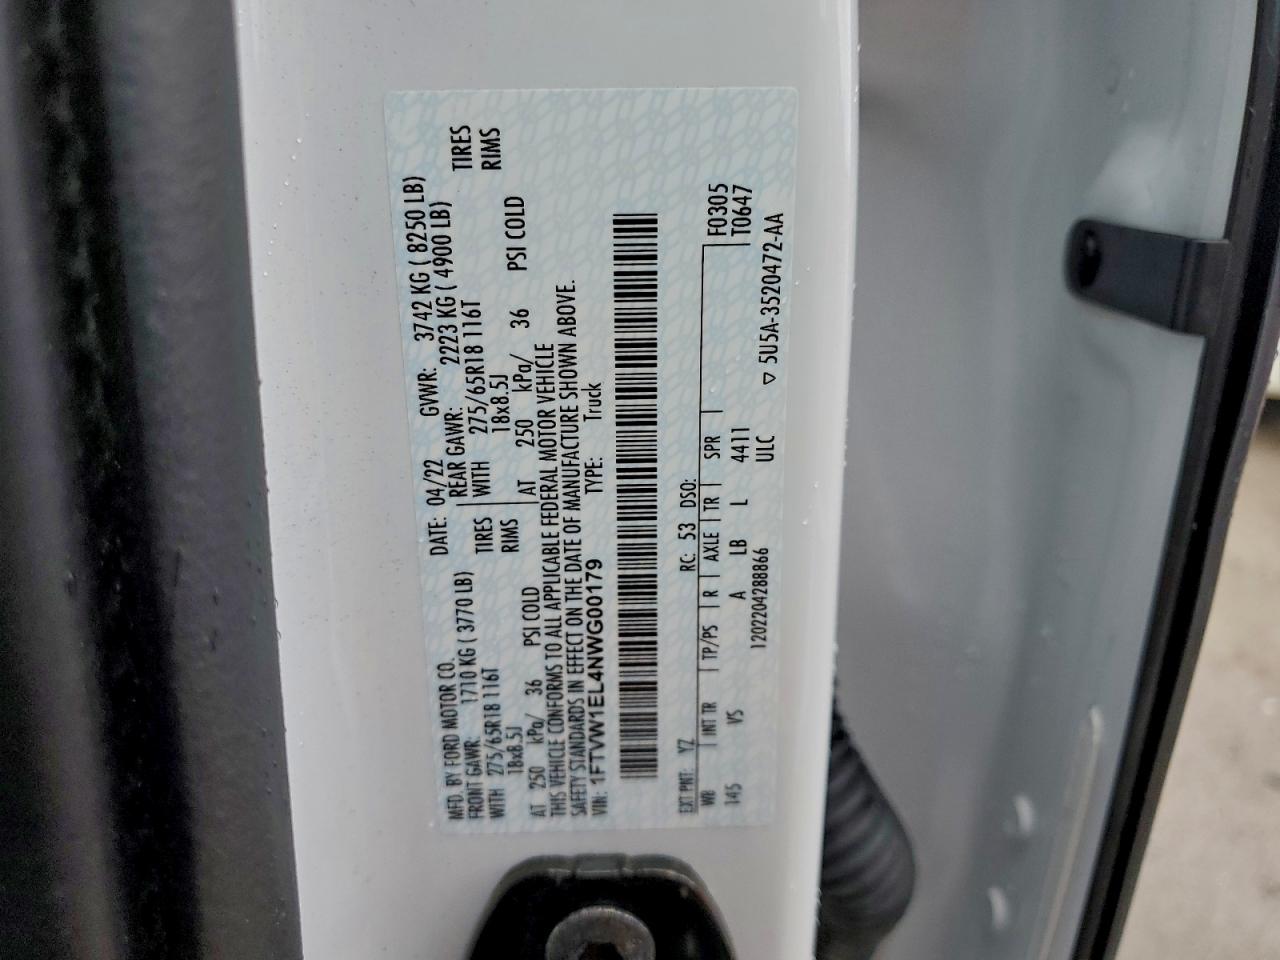 MFD. BY FORD MOTOR CO. DATE: 04/22 GVWR: 3742 KG ( 8250 LB)
FRONT GAWR: 1710 KG ( 3770 LB) REAR GAWR: 2223 KG ( 4900 LB)
WITH 275/65R18 116T TIRES WITH 275/65R18 116T TIRES
18x8.5J RIMS 18x8.5J RIMS
AT 250 kPa/ 36 PSI COLD AT 250 kPa/ 36 PSI COLD
THIS VEHICLE CONFORMS TO ALL APPLICABLE FEDERAL MOTOR VEHICLE
SAFETY STANDARDS IN EFFECT ON THE DATE OF MANUFACTURE SHOWN ABOVE.
VIN: 1FTVW1EL4NWG00179 TYPE: Truck
EXT PNT: YZ RC: 53 DSO: F0305
WB INT TR TP/PS R AXLE TR SPR T0647
145 VS A LB L 4411
1202204288866 ULC ▽ 5U5A-3520472-AA